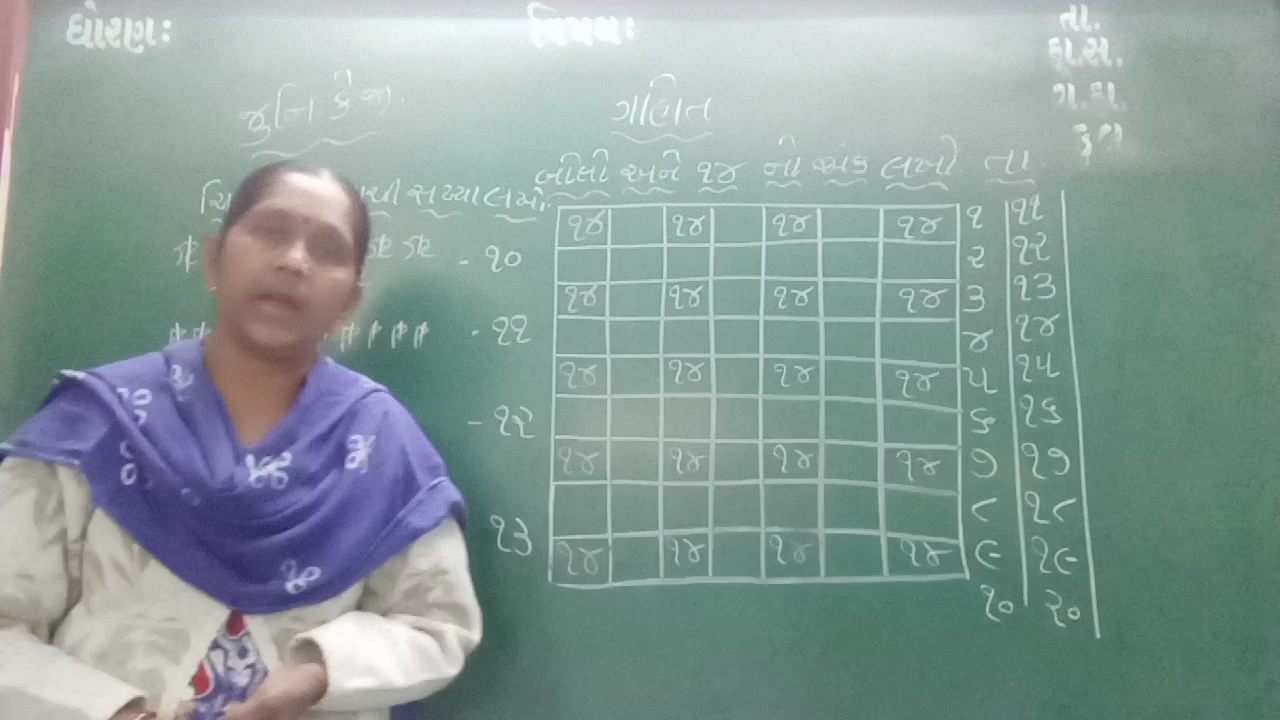 ધોરણ:
વિષય:
તા.
કુ.સ.
ગ.હા.
કુલ
જુનિ.કે.જી.
ગણિત
સંખ્યા લખો.
બોલો અને ૧૪ નો અંક લખો તા
- ૧૦
- ૧૧
- ૧૨
૧૩
૧૪ ૧૪ ૧૪ ૧૪
૧૪ ૧૪ ૧૪ ૧૪
૧૪ ૧૪ ૧૪ ૧૪
૧૪ ૧૪ ૧૪ ૧૪
૧૪ ૧૪ ૧૪ ૧૪
૧ ૧૧
૨ ૧૨
૩ ૧૩
૪ ૧૪
૫ ૧૫
૬ ૧૬
૭ ૧૭
૮ ૧૮
૯ ૧૯
૧૦ ૨૦